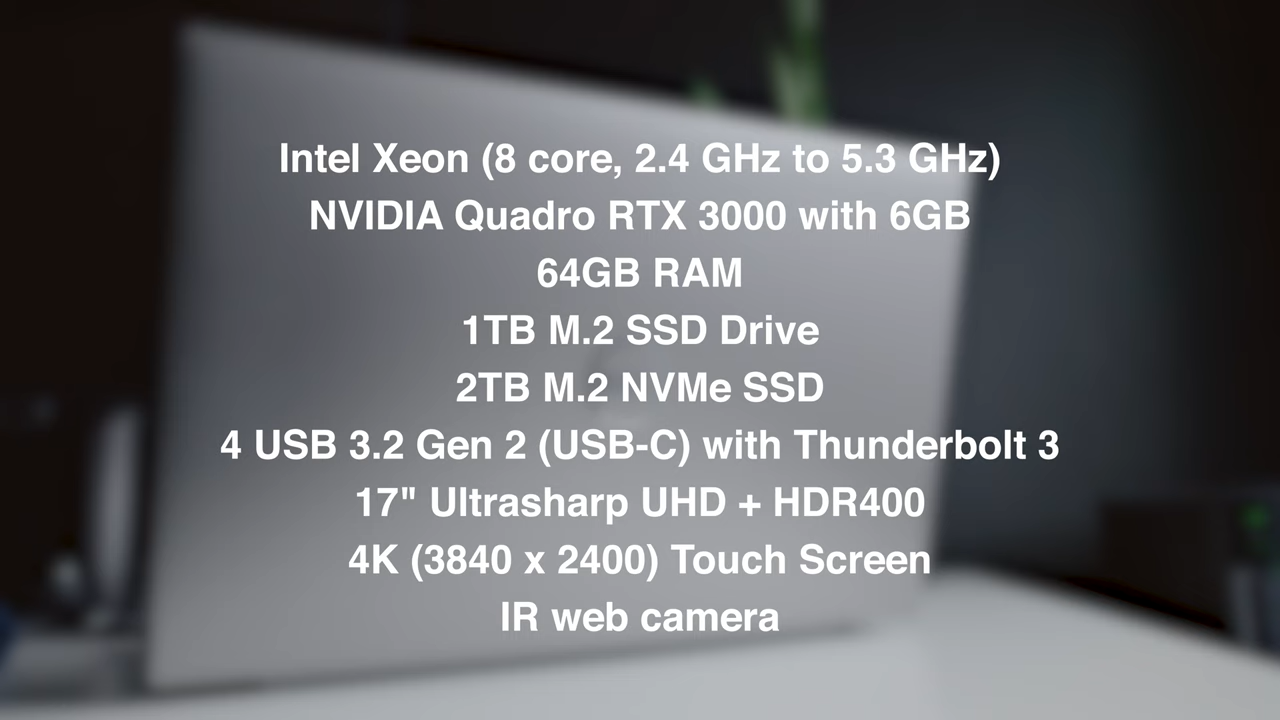 Intel Xeon (8 core, 2.4 GHz to 5.3 GHz)
NVIDIA Quadro RTX 3000 with 6GB
64GB RAM
1TB M.2 SSD Drive
2TB M.2 NVMe SSD
4 USB 3.2 Gen 2 (USB-C) with Thunderbolt 3
17" Ultrasharp UHD + HDR400
4K (3840 x 2400) Touch Screen
IR web camera